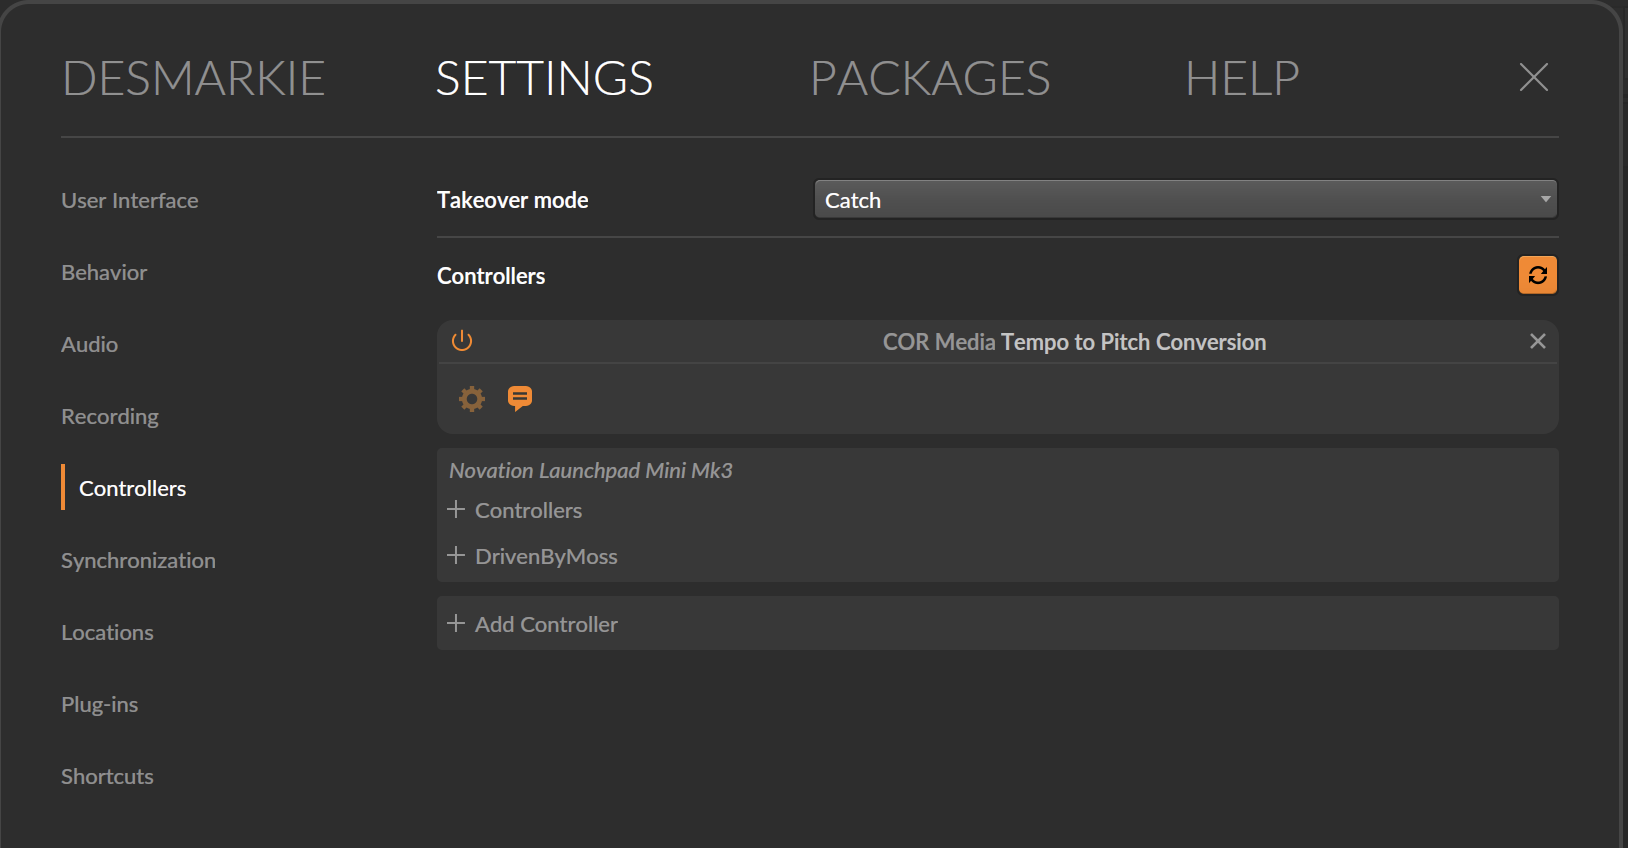 DESMARKIE SETTINGS PACKAGES HELP
User Interface
Behavior
Audio
Recording
Controllers
Synchronization
Locations
Plug-ins
Shortcuts
Takeover mode Catch
Controllers
COR Media Tempo to Pitch Conversion
Novation Launchpad Mini Mk3
Controllers
DrivenByMoss
Add Controller